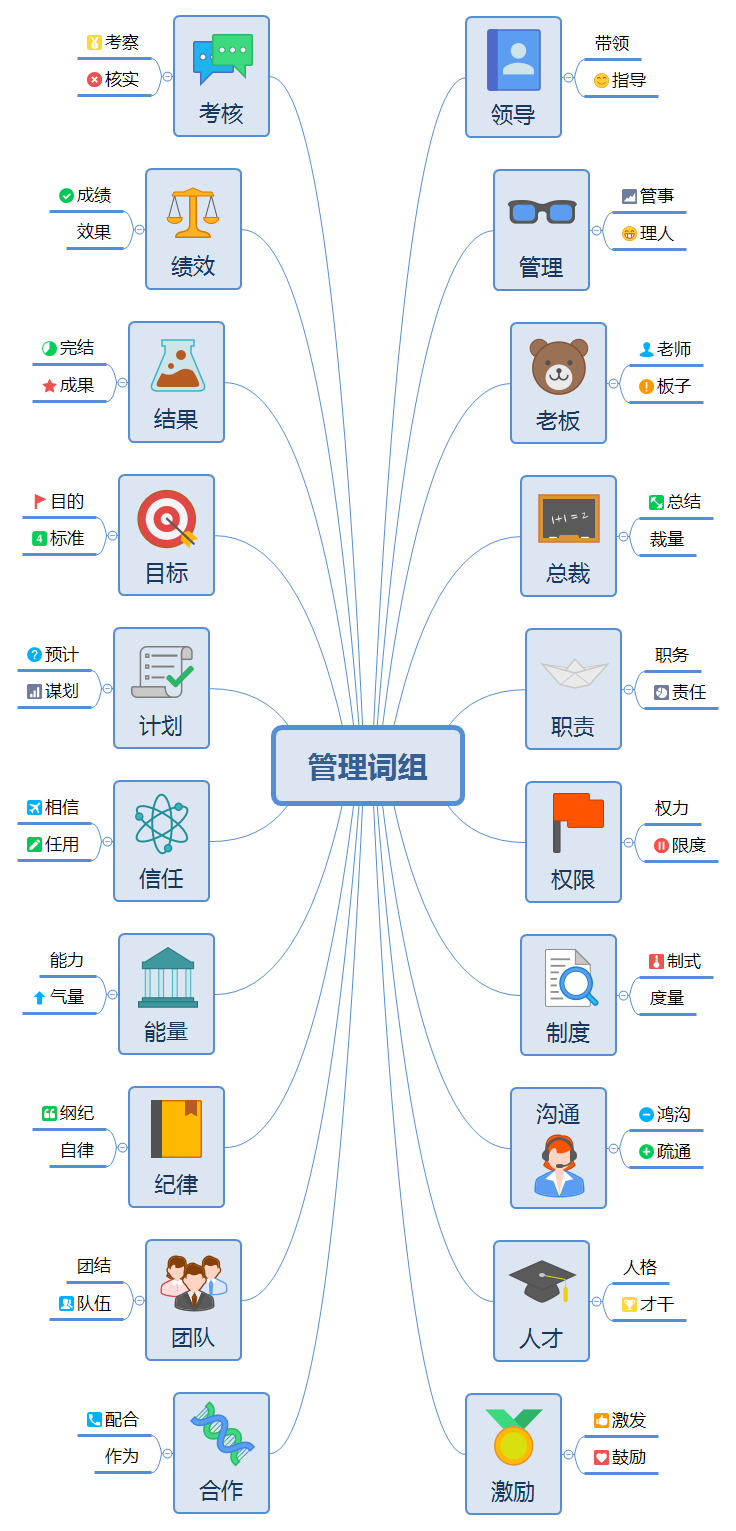 管理词组
领导
带领
指导
管理
管事
理人
老板
老师
板子
总裁
1+1=2
总结
裁量
职责
职务
责任
权限
权力
限度
制度
制式
度量
沟通
鸿沟
疏通
人才
人格
才干
激励
激发
鼓励
考核
考察
核实
绩效
成绩
效果
结果
完结
成果
目标
目的
4 标准
计划
预计
谋划
信任
相信
任用
能量
能力
气量
纪律
纲纪
自律
团队
团结
队伍
合作
配合
作为